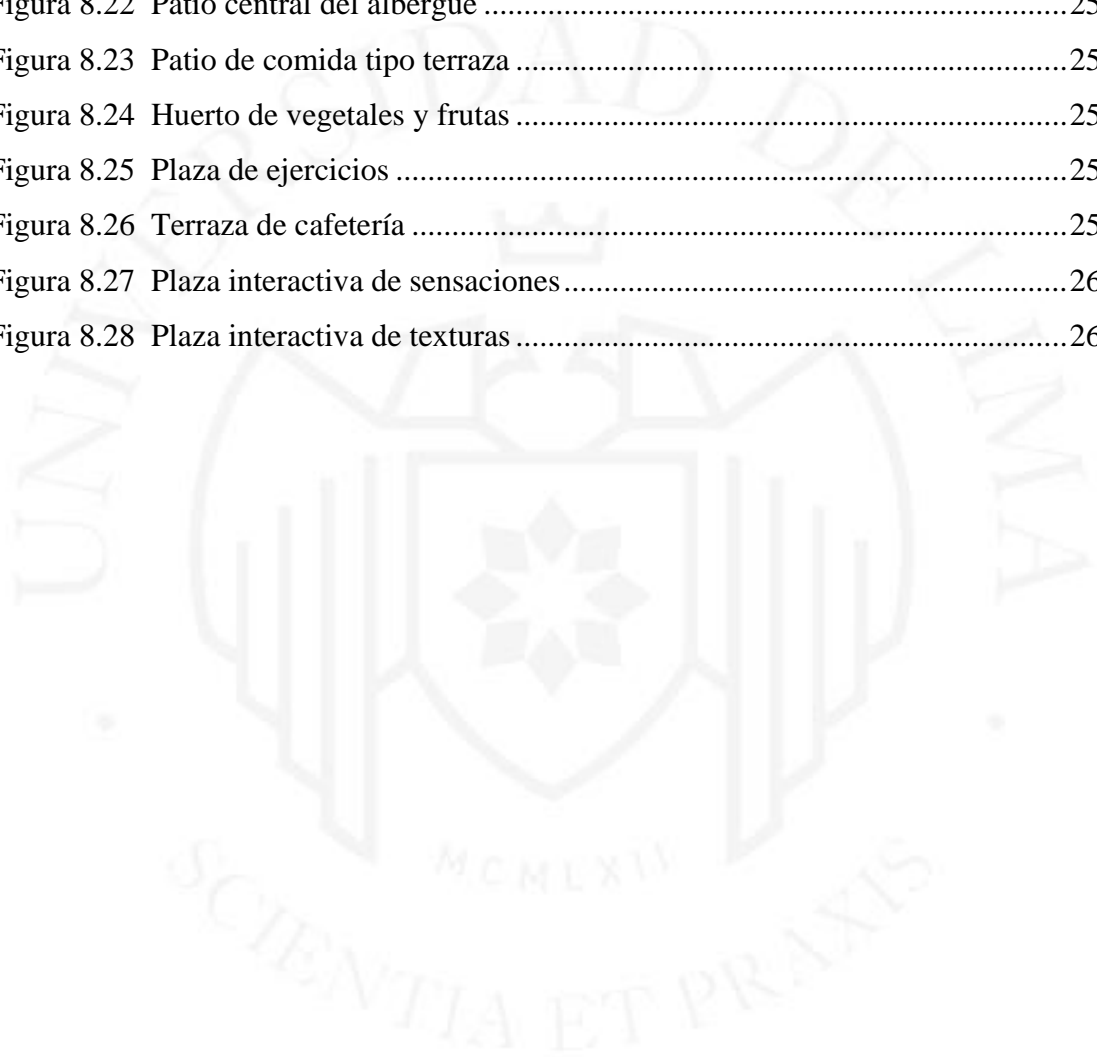 Figura 8.22 Patio central del albergue ........................................................................ 25
Figura 8.23 Patio de comida tipo terraza .................................................................... 25
Figura 8.24 Huerto de vegetales y frutas .................................................................... 25
Figura 8.25 Plaza de ejercicios ................................................................................... 25
Figura 8.26 Terraza de cafetería ................................................................................. 25
Figura 8.27 Plaza interactiva de sensaciones .............................................................. 26
Figura 8.28 Plaza interactiva de texturas .................................................................... 26
UNIVERSIDAD DE LIMA
MCMLXII
SCIENTIA ET PRAXIS